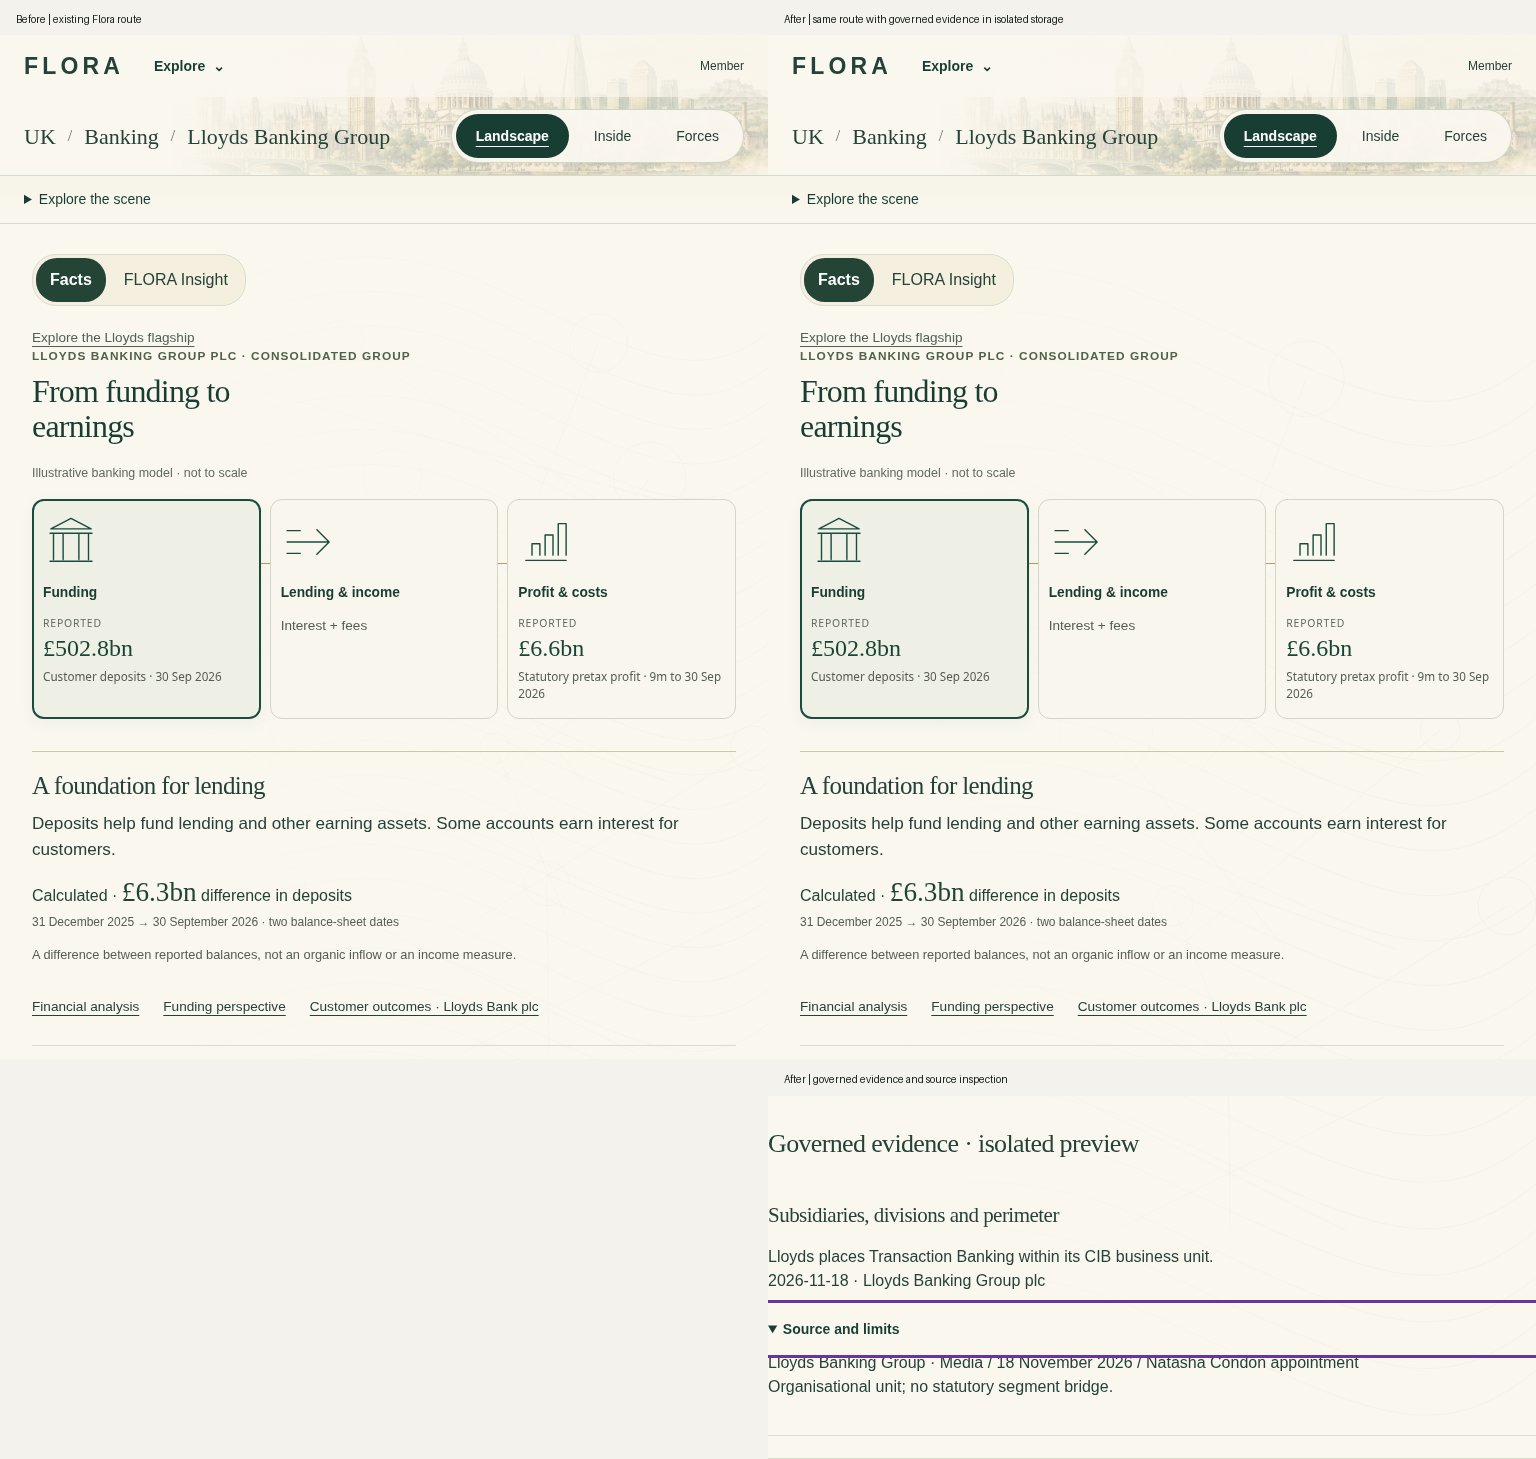 Before | existing Flora route
FLORA Explore
Member
UK / Banking / Lloyds Banking Group
Landscape Inside Forces
Explore the scene
Facts FLORA Insight
Explore the Lloyds flagship
LLOYDS BANKING GROUP PLC · CONSOLIDATED GROUP
From funding to
earnings
Illustrative banking model · not to scale
Funding
REPORTED
£502.8bn
Customer deposits · 30 Sep 2026
Lending & income
Interest + fees
Profit & costs
REPORTED
£6.6bn
Statutory pretax profit · 9m to 30 Sep
2026
A foundation for lending
Deposits help fund lending and other earning assets. Some accounts earn interest for
customers.
Calculated · £6.3bn difference in deposits
31 December 2025 → 30 September 2026 · two balance-sheet dates
A difference between reported balances, not an organic inflow or an income measure.
Financial analysis Funding perspective Customer outcomes · Lloyds Bank plc
After | same route with governed evidence in isolated storage
FLORA Explore
Member
UK / Banking / Lloyds Banking Group
Landscape Inside Forces
Explore the scene
Facts FLORA Insight
Explore the Lloyds flagship
LLOYDS BANKING GROUP PLC · CONSOLIDATED GROUP
From funding to
earnings
Illustrative banking model · not to scale
Funding
REPORTED
£502.8bn
Customer deposits · 30 Sep 2026
Lending & income
Interest + fees
Profit & costs
REPORTED
£6.6bn
Statutory pretax profit · 9m to 30 Sep
2026
A foundation for lending
Deposits help fund lending and other earning assets. Some accounts earn interest for
customers.
Calculated · £6.3bn difference in deposits
31 December 2025 → 30 September 2026 · two balance-sheet dates
A difference between reported balances, not an organic inflow or an income measure.
Financial analysis Funding perspective Customer outcomes · Lloyds Bank plc
After | governed evidence and source inspection
Governed evidence · isolated preview
Subsidiaries, divisions and perimeter
Lloyds places Transaction Banking within its CIB business unit.
2026-11-18 · Lloyds Banking Group plc
Source and limits
Lloyds Banking Group · Media / 18 November 2026 / Natasha Condon appointment
Organisational unit; no statutory segment bridge.